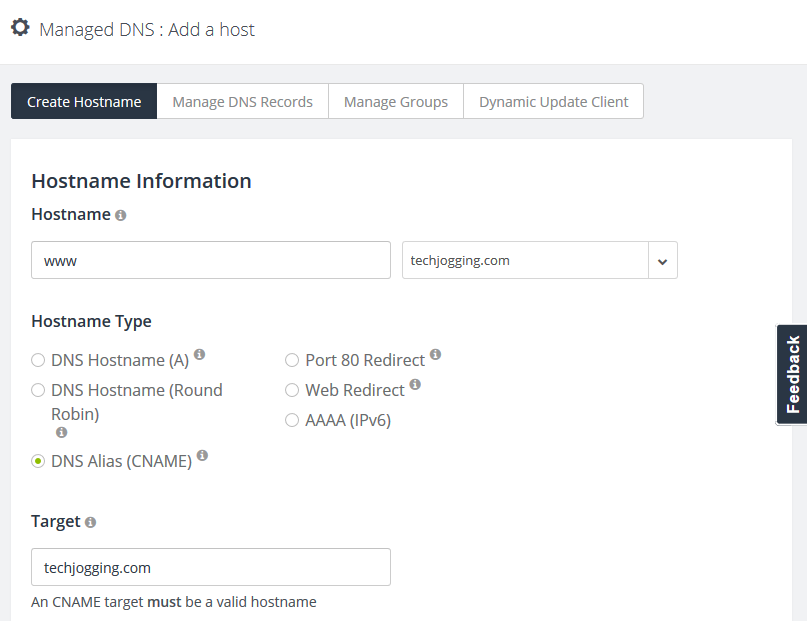 Managed DNS : Add a host
Create Hostname Manage DNS Records Manage Groups Dynamic Update Client
Hostname Information
Hostname
www techjogging.com
Hostname Type
DNS Hostname (A) Port 80 Redirect
DNS Hostname (Round Web Redirect
Robin) AAAA (IPv6)
DNS Alias (CNAME)
Target
techjogging.com
An CNAME target must be a valid hostname
Feedback